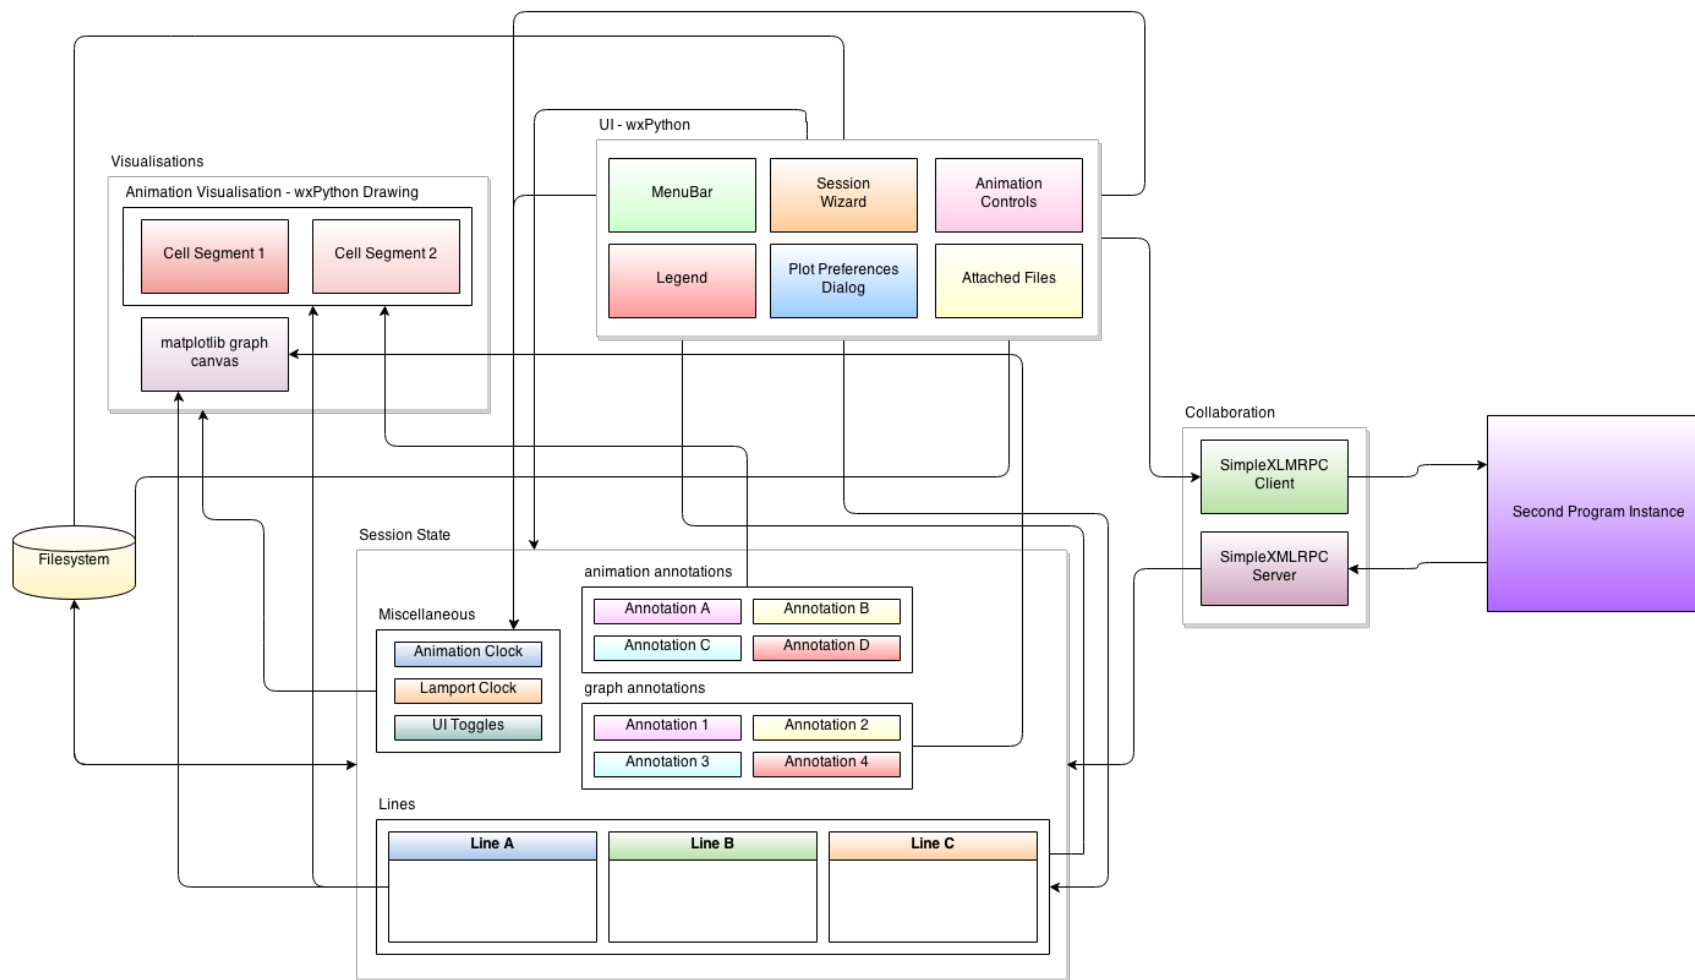 UI - wxPython
MenuBar
Session
Wizard
Animation
Controls
Legend
Plot Preferences
Dialog
Attached Files
Visualisations
Animation Visualisation - wxPython Drawing
Cell Segment 1
Cell Segment 2
matplotlib graph
canvas
Collaboration
SimpleXLMRPC
Client
SimpleXMLRPC
Server
Second Program Instance
Filesystem
Session State
Miscellaneous
Animation Clock
Lamport Clock
UI Toggles
animation annotations
Annotation A
Annotation B
Annotation C
Annotation D
graph annotations
Annotation 1
Annotation 2
Annotation 3
Annotation 4
Lines
Line A
Line B
Line C